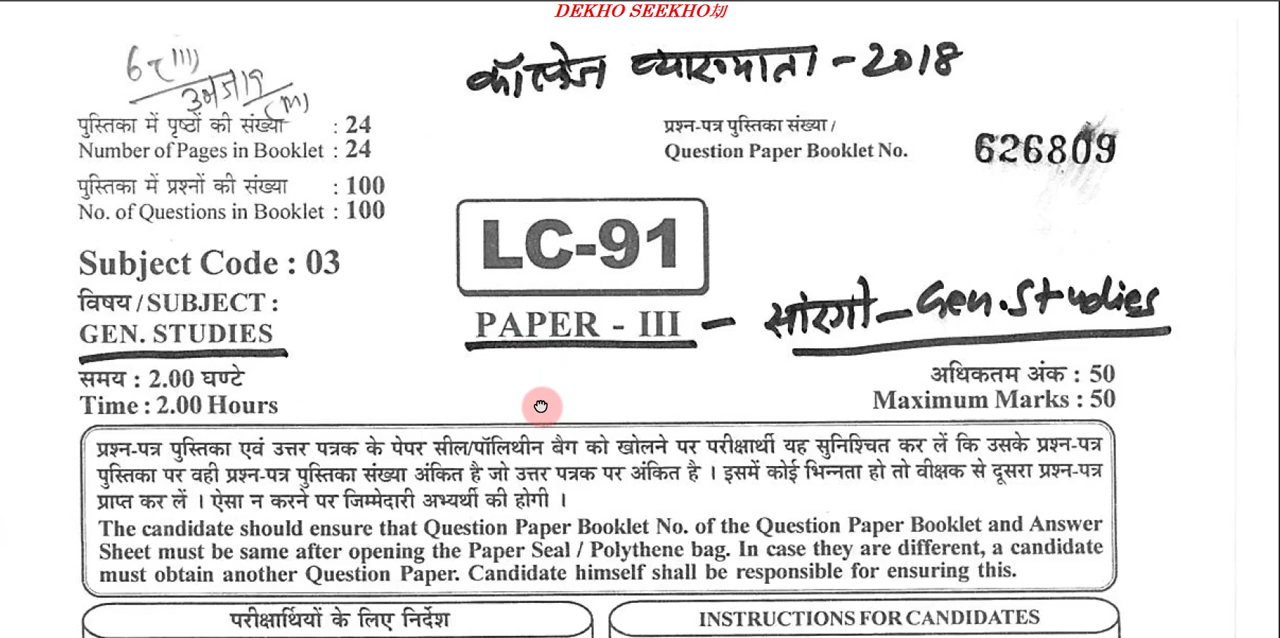 DEKHO SEEKHO
कॉलेज व्याख्याता - 2018
पुस्तिका में पृष्ठों की संख्या : 24
Number of Pages in Booklet : 24
पुस्तिका में प्रश्नों की संख्या : 100
No. of Questions in Booklet : 100
प्रश्न-पत्र पुस्तिका संख्या /
Question Paper Booklet No. 626809
LC-91
Subject Code : 03
विषय / SUBJECT :
GEN. STUDIES
PAPER - III - सारंगी - Gen. Studies
समय : 2.00 घण्टे
Time : 2.00 Hours
अधिकतम अंक : 50
Maximum Marks : 50
प्रश्न-पत्र पुस्तिका एवं उत्तर पत्रक के पेपर सील/पॉलिथीन बैग को खोलने पर परीक्षार्थी यह सुनिश्चित कर लें कि उसके प्रश्न-पत्र
पुस्तिका पर वही प्रश्न-पत्र पुस्तिका संख्या अंकित है जो उत्तर पत्रक पर अंकित है । इसमें कोई भिन्नता हो तो वीक्षक से दूसरा प्रश्न-पत्र
प्राप्त कर लें । ऐसा न करने पर जिम्मेदारी अभ्यर्थी की होगी ।
The candidate should ensure that Question Paper Booklet No. of the Question Paper Booklet and Answer
Sheet must be same after opening the Paper Seal / Polythene bag. In case they are different, a candidate
must obtain another Question Paper. Candidate himself shall be responsible for ensuring this.
परीक्षार्थियों के लिए निर्देश
INSTRUCTIONS FOR CANDIDATES